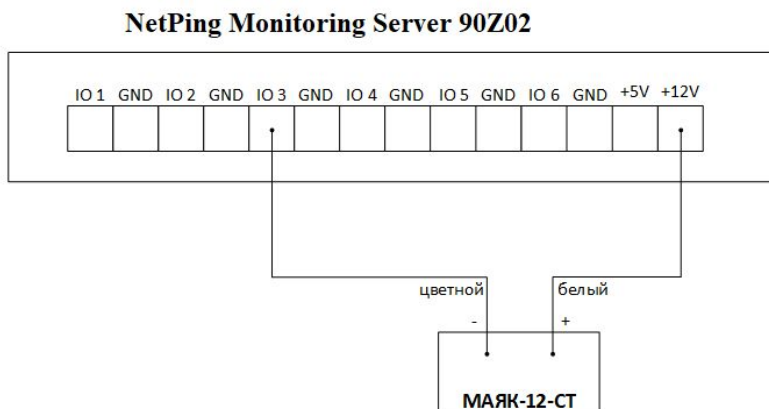 NetPing Monitoring Server 90Z02
IO 1 GND IO 2 GND IO 3 GND IO 4 GND IO 5 GND IO 6 GND +5V +12V
цветной белый
- +
МАЯК-12-СТ